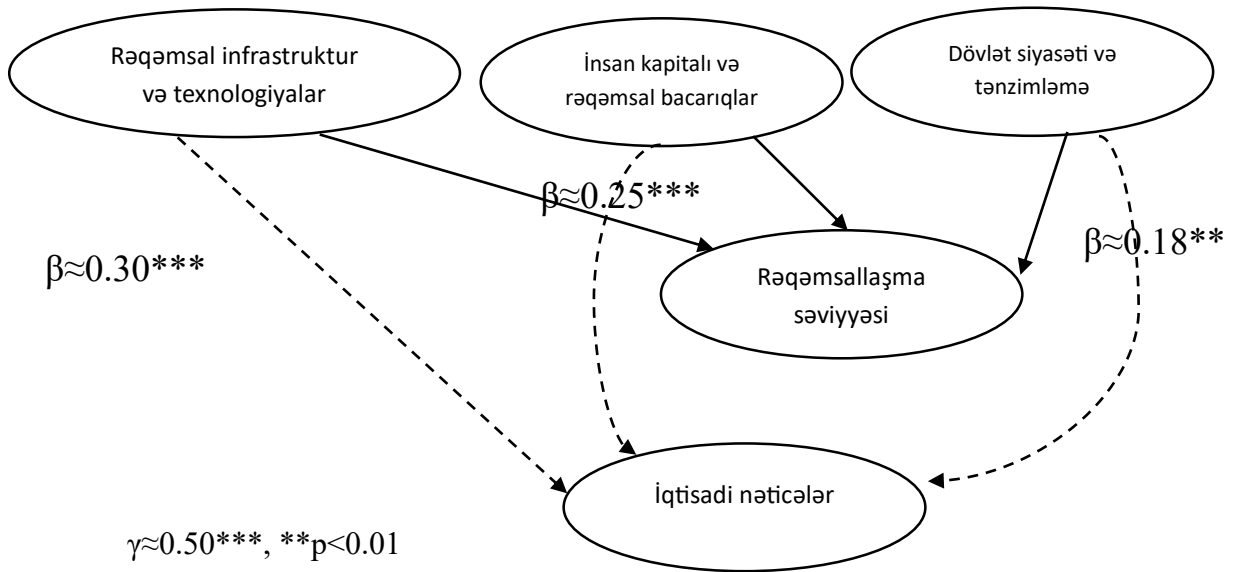 Rəqəmsal infrastruktur
və texnologiyalar
İnsan kapitalı və
rəqəmsal bacarıqlar
Dövlət siyasəti və
tənzimləmə
β≈0.25***
β≈0.18**
β≈0.30***
Rəqəmsallaşma
səviyyəsi
İqtisadi nəticələr
γ≈0.50***, **p<0.01